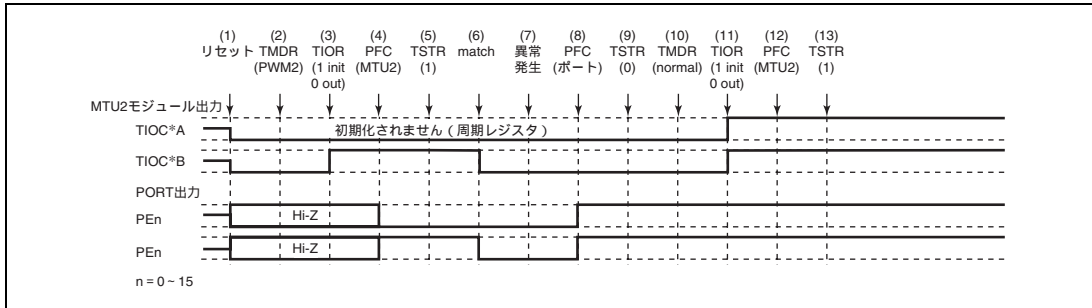 (1) (2) (3) (4) (5) (6) (7) (8) (9) (10) (11) (12) (13)
リセット TMDR TIOR PFC TSTR match 異常 PFC TSTR TMDR TIOR PFC TSTR
(PWM2) (1 init (MTU2) (1) 発生 (ポート) (0) (normal) (1 init (MTU2) (1)
0 out) 0 out)
MTU2モジュール出力
TIOC*A 初期化されません ( 周期レジスタ )
TIOC*B
PORT出力
PEn Hi-Z
PEn Hi-Z
n = 0 ~ 15